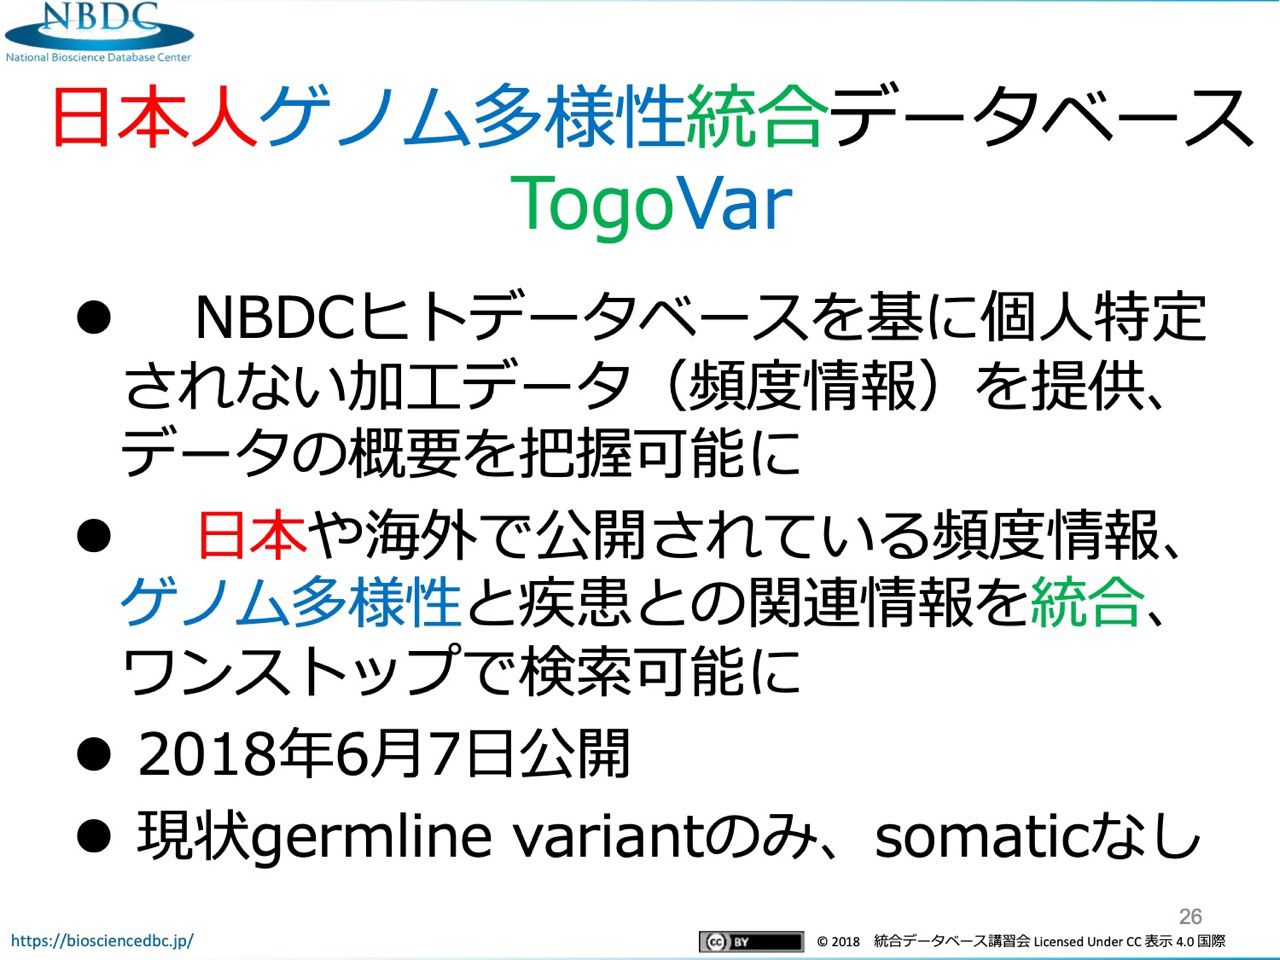 NBDC
National Bioscience Database Center
日本人ゲノム多様性統合データベース
TogoVar
● NBDCヒトデータベースを基に個人特定
されない加工データ（頻度情報）を提供、
データの概要を把握可能に
● 日本や海外で公開されている頻度情報、
ゲノム多様性と疾患との関連情報を統合、
ワンストップで検索可能に
● 2018年6月7日公開
● 現状germline variantのみ、somaticなし
26
https://biosciencedbc.jp/
cc BY © 2018 統合データベース講習会 Licensed Under CC 表示 4.0 国際